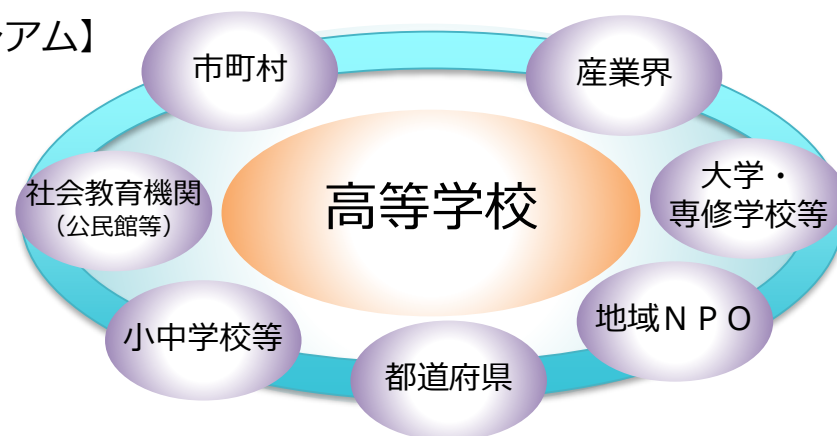 アム】
市町村
産業界
社会教育機関
（公民館等）
高等学校
大学・
専修学校等
小中学校等
地域ＮＰＯ
都道府県